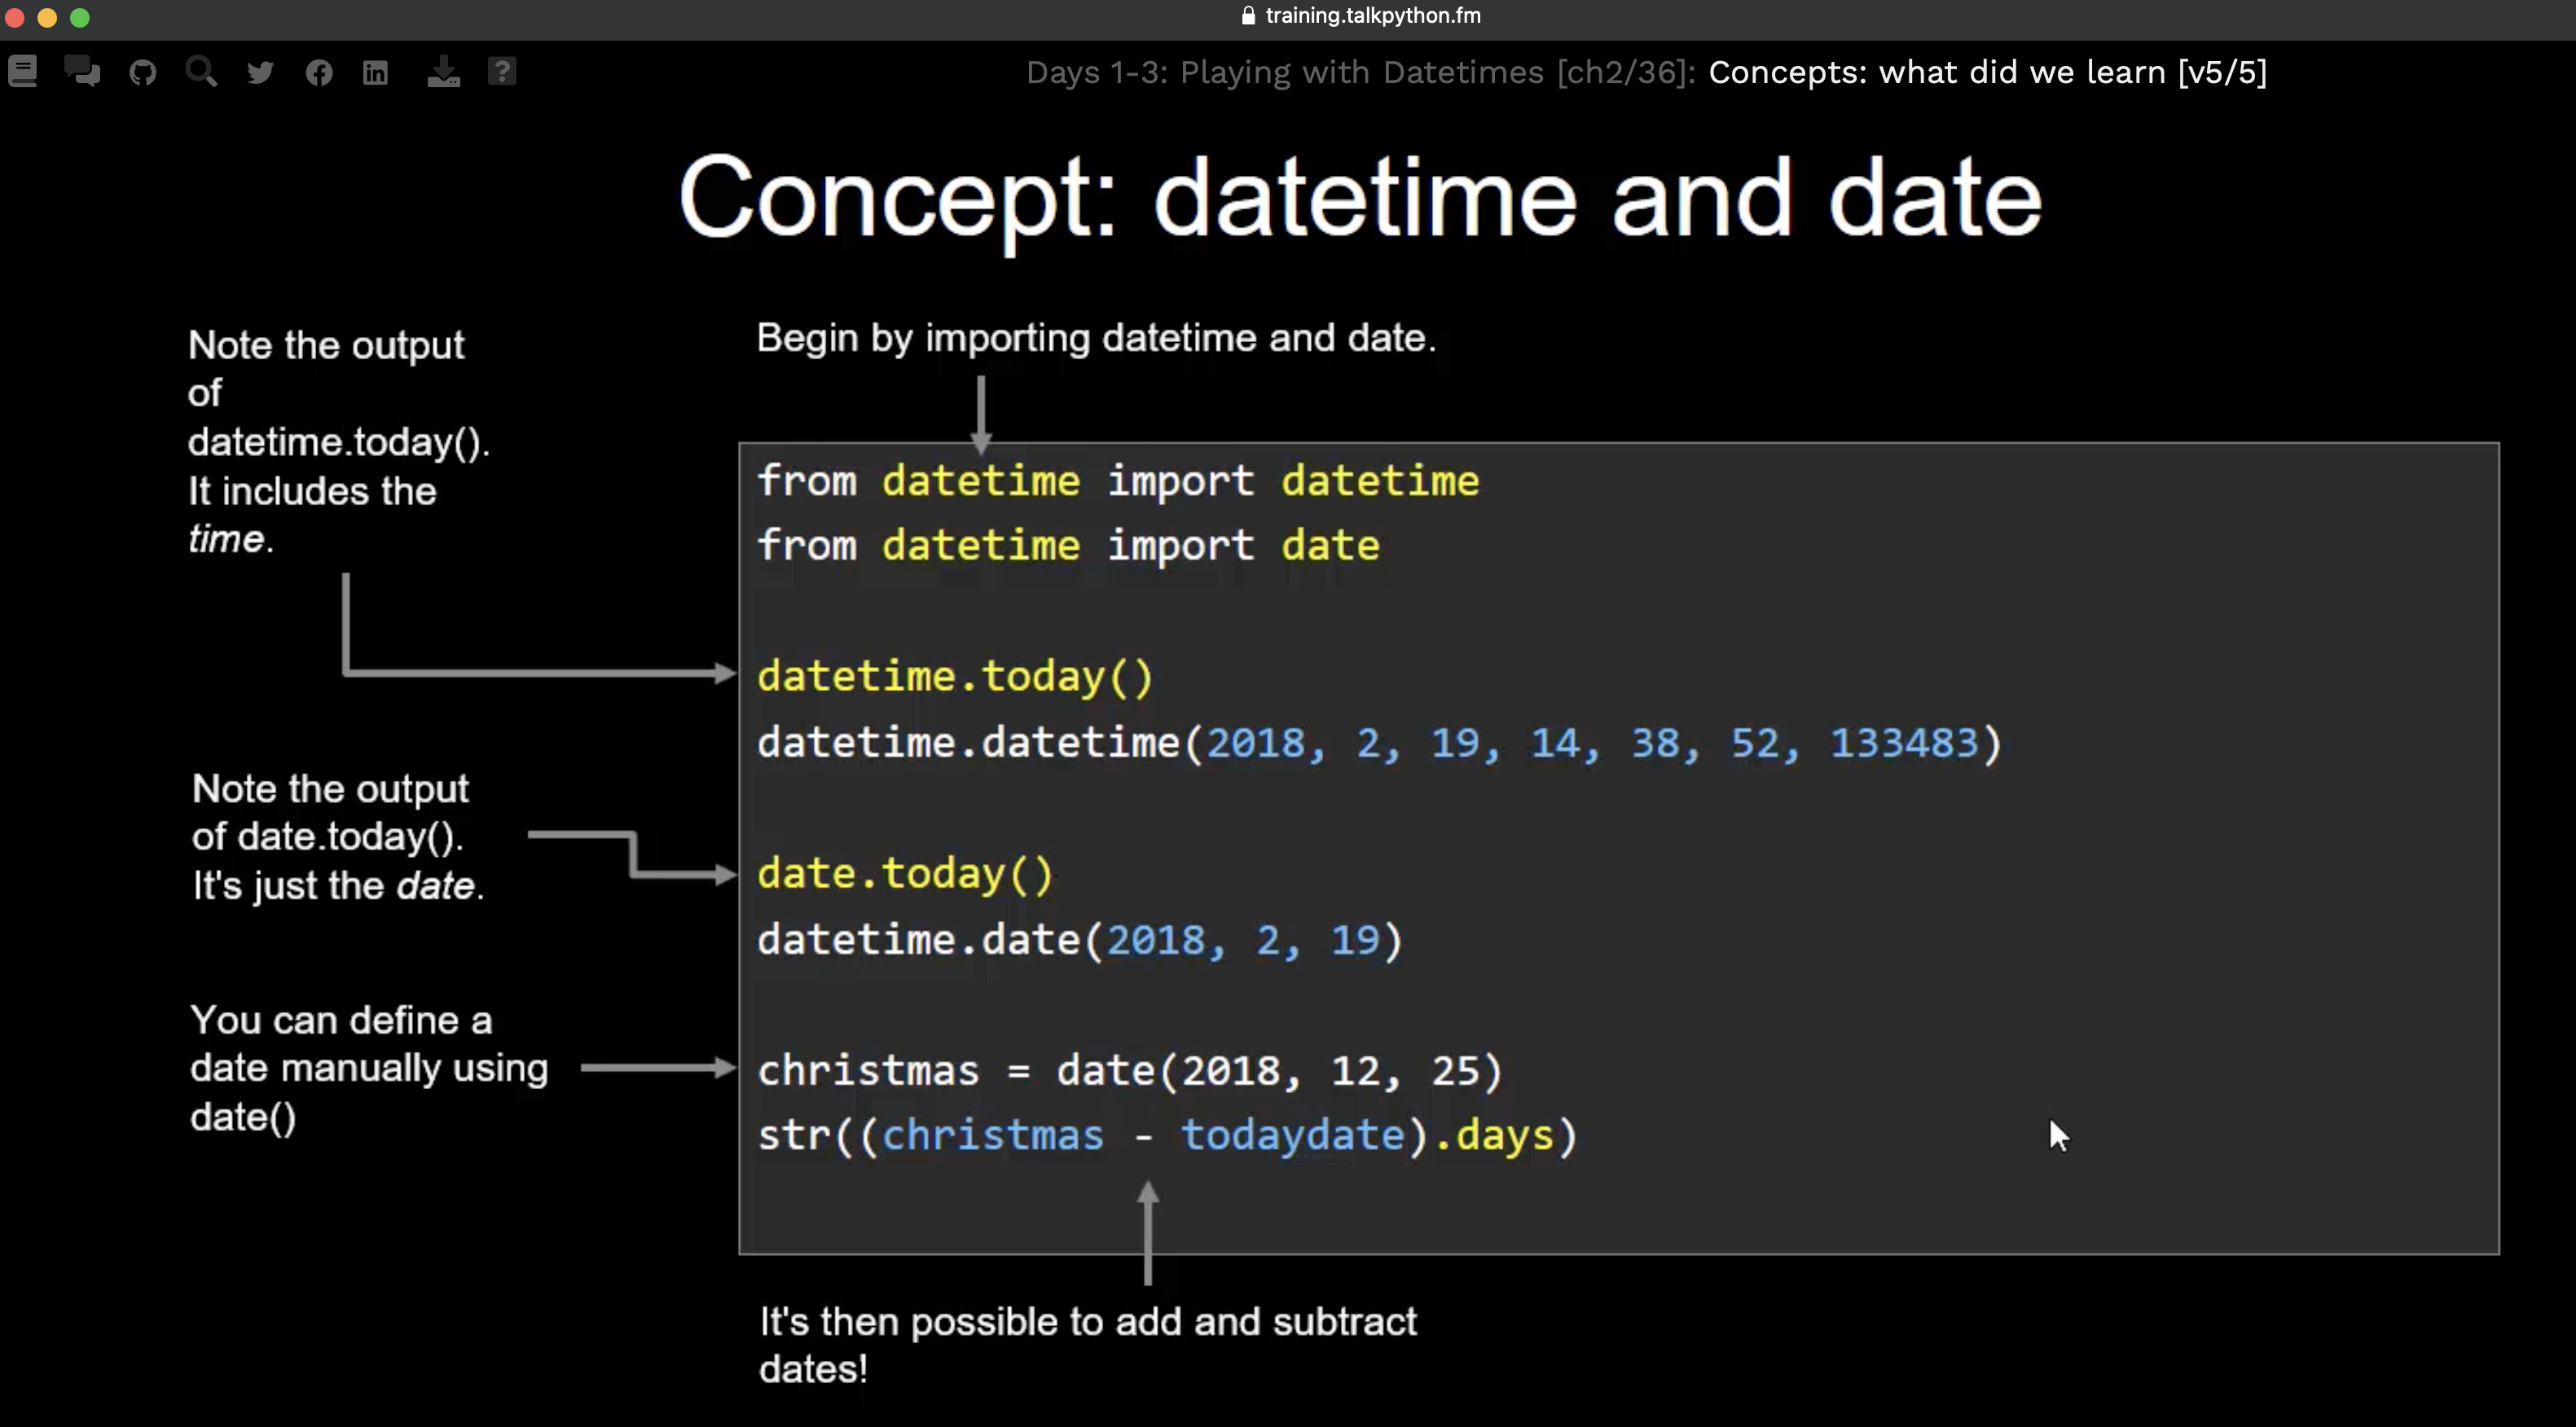 training.talkpython.fm
Days 1-3: Playing with Datetimes [ch2/36]: Concepts: what did we learn [v5/5]
Concept: datetime and date
Note the output
of
datetime.today().
It includes the
time.
Begin by importing datetime and date.
from datetime import datetime
from datetime import date
datetime.today()
datetime.datetime(2018, 2, 19, 14, 38, 52, 133483)
Note the output
of date.today().
It's just the date.
date.today()
datetime.date(2018, 2, 19)
You can define a
date manually using
date()
christmas = date(2018, 12, 25)
str((christmas - todaydate).days)
It's then possible to add and subtract
dates!